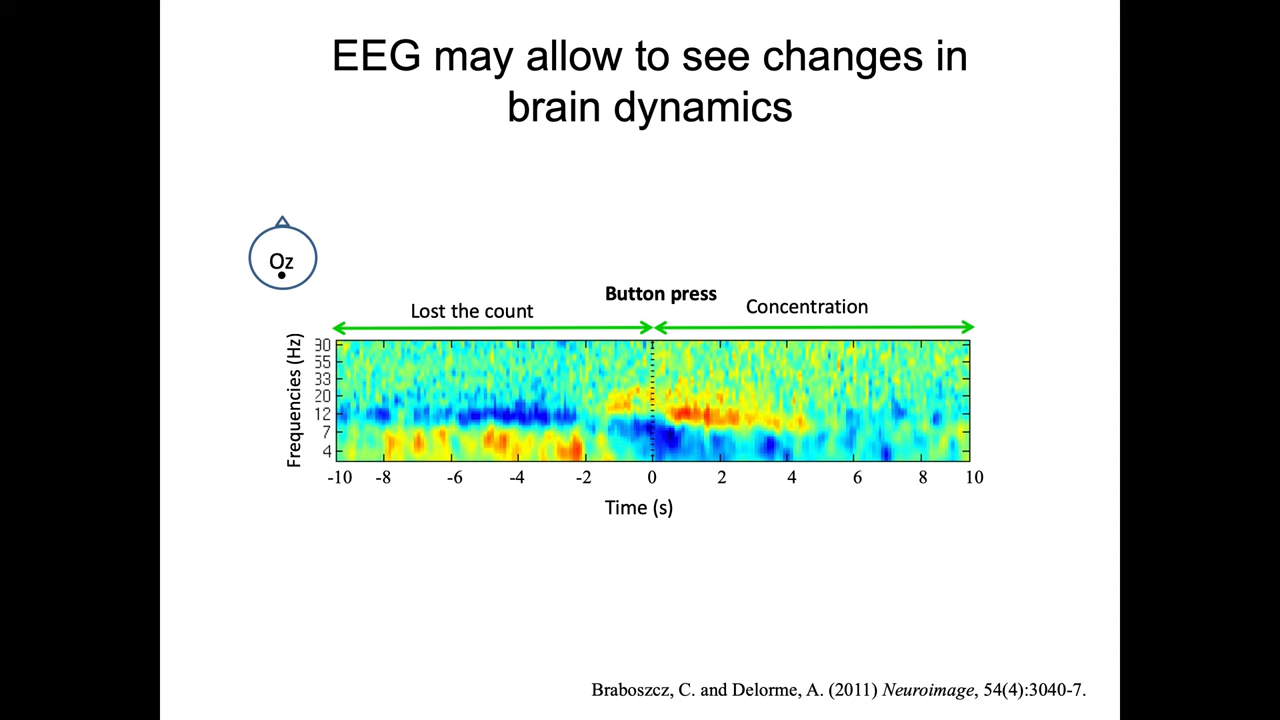 EEG may allow to see changes in
brain dynamics
Oz
Button press
Lost the count
Concentration
Frequencies (Hz)
30
55
33
20
12
7
4
-10 -8 -6 -4 -2 0 2 4 6 8 10
Time (s)
Braboszcz, C. and Delorme, A. (2011) Neuroimage, 54(4):3040-7.